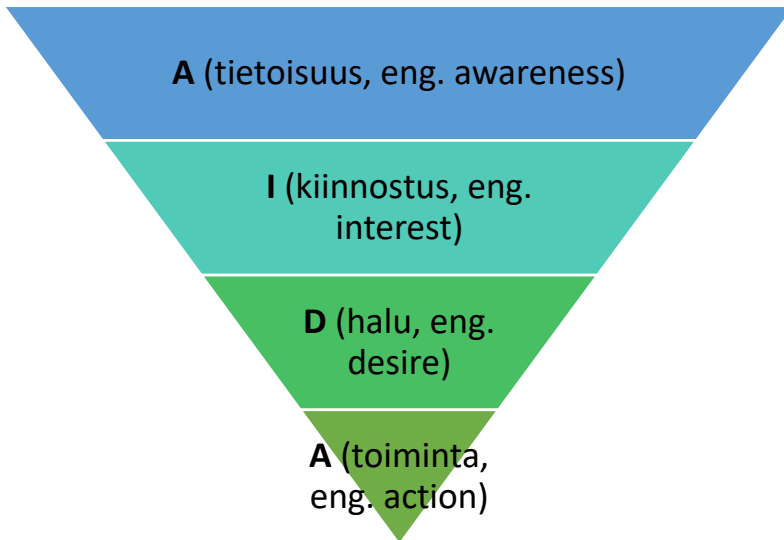 A (tietoisuus, eng. awareness)
I (kiinnostus, eng.
interest)
D (halu, eng.
desire)
A (toiminta,
eng. action)